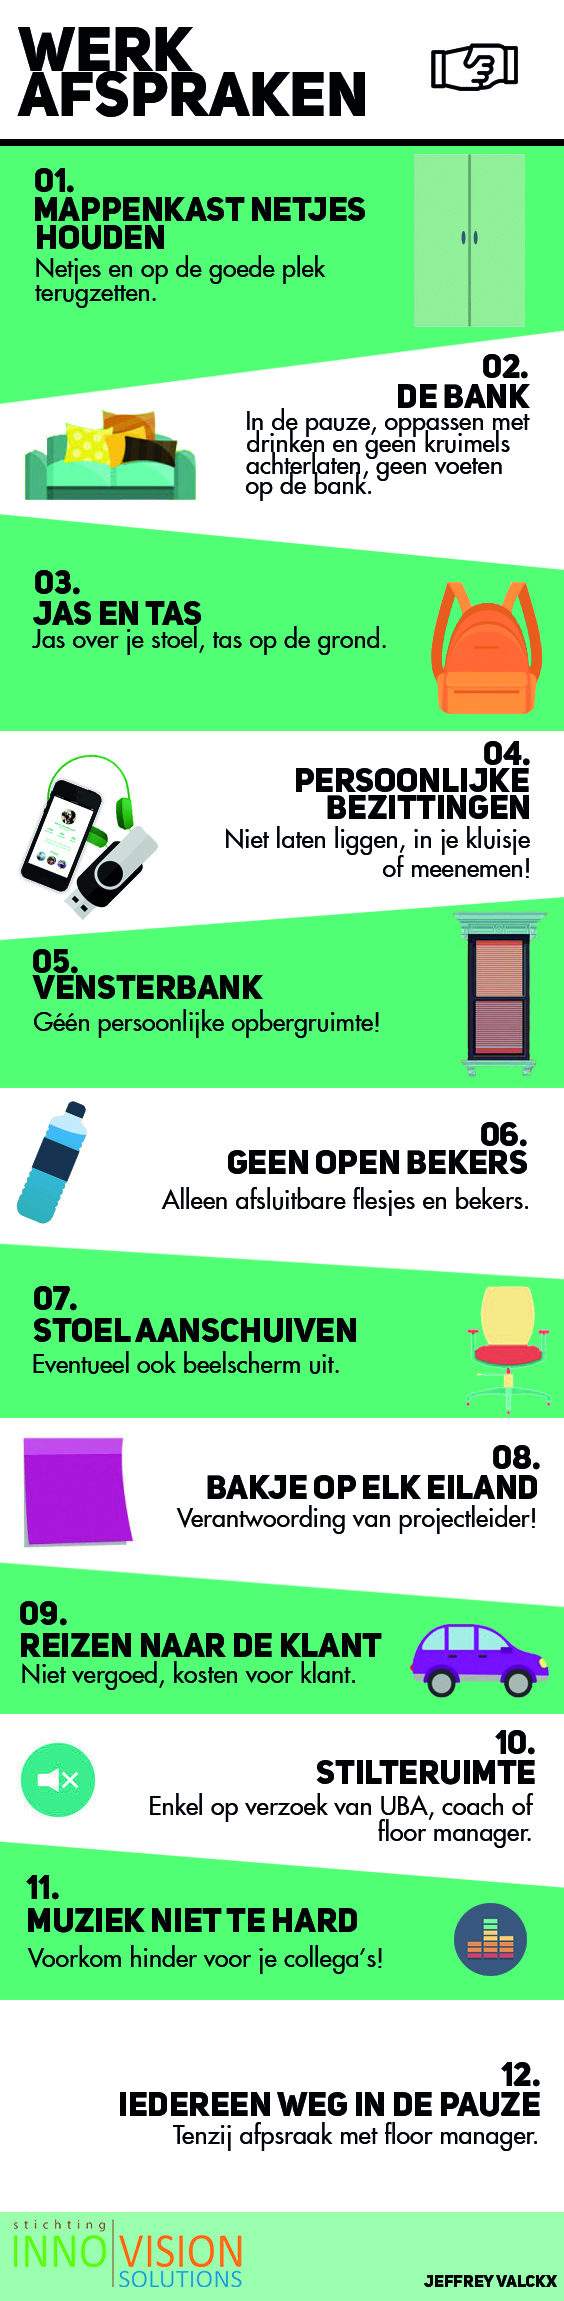 WERK
AFSPRAKEN
01.
MAPPENKAST NETJES
HOUDEN
Netjes en op de goede plek
terugzetten.
02.
DE BANK
In de pauze, oppassen met
drinken en geen kruimels
achterlaten, geen voeten
op de bank.
03.
JAS EN TAS
Jas over je stoel, tas op de grond.
04.
PERSOONLIJKE
BEZITTINGEN
Niet laten liggen, in je kluisje
of meenemen!
05.
VENSTERBANK
Géén persoonlijke opbergruimte!
06.
GEEN OPEN BEKERS
Alleen afsluitbare flesjes en bekers.
07.
STOEL AANSCHUIVEN
Eventueel ook beelscherm uit.
08.
BAKJE OP ELK EILAND
Verantwoording van projectleider!
09.
REIZEN NAAR DE KLANT
Niet vergoed, kosten voor klant.
10.
STILTERUIMTE
Enkel op verzoek van UBA, coach of
floor manager.
11.
MUZIEK NIET TE HARD
Voorkom hinder voor je collega's!
12.
IEDEREEN WEG IN DE PAUZE
Tenzij afpsraak met floor manager.
stichting
INNO VISION
SOLUTIONS
JEFFREY VALCKX